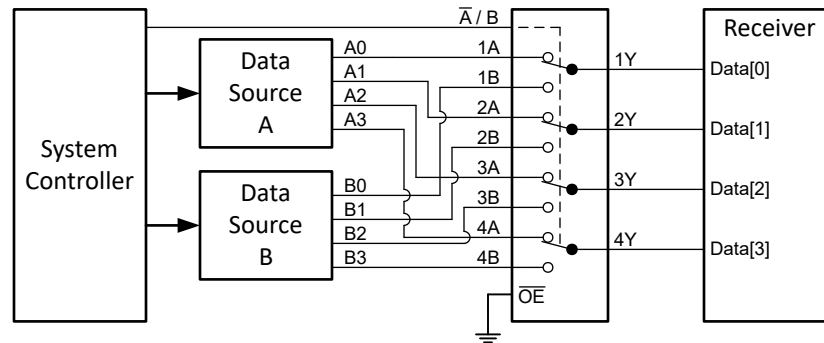 System
Controller
Data
Source
A
Data
Source
B
A0
A1
A2
A3
B0
B1
B2
B3
A / B
1A
1B
2A
2B
3A
3B
4A
4B
OE
1Y
2Y
3Y
4Y
Receiver
Data[0]
Data[1]
Data[2]
Data[3]